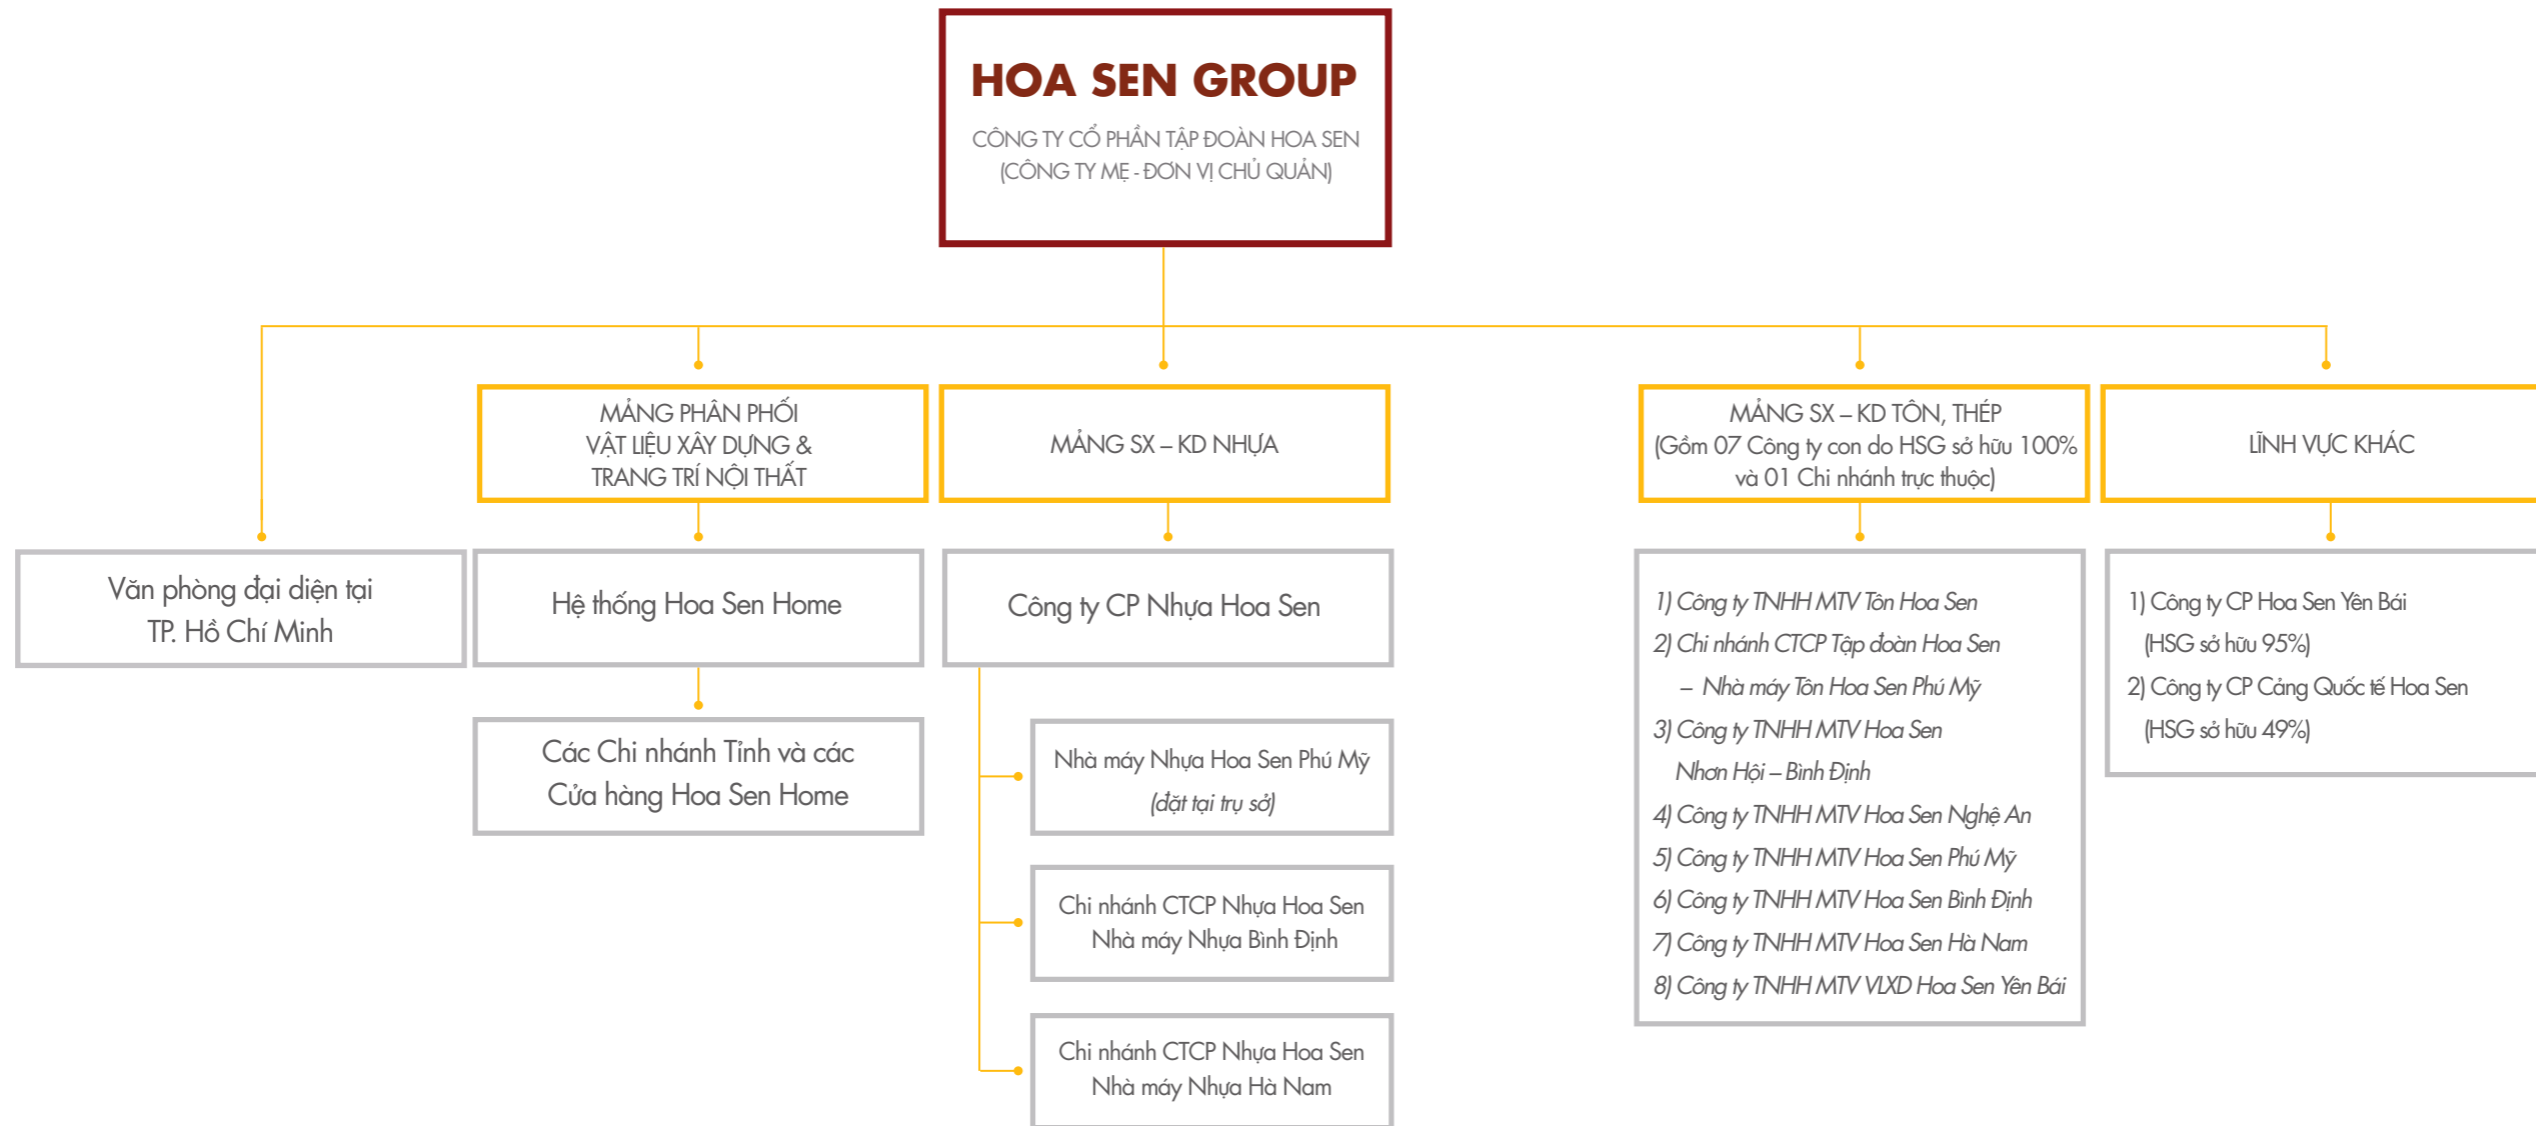 HOA SEN GROUP
CÔNG TY CỔ PHẦN TẬP ĐOÀN HOA SEN
(CÔNG TY MẸ - ĐƠN VỊ CHỦ QUẢN)
MẢNG PHÂN PHỐI
VẬT LIỆU XÂY DỰNG &
TRANG TRÍ NỘI THẤT
MẢNG SX – KD NHỰA
MẢNG SX – KD TÔN, THÉP
(Gồm 07 Công ty con do HSG sở hữu 100%
và 01 Chi nhánh trực thuộc)
LĨNH VỰC KHÁC
Văn phòng đại diện tại
TP. Hồ Chí Minh
Hệ thống Hoa Sen Home
Các Chi nhánh Tỉnh và các
Cửa hàng Hoa Sen Home
Công ty CP Nhựa Hoa Sen
Nhà máy Nhựa Hoa Sen Phú Mỹ
(đặt tại trụ sở)
Chi nhánh CTCP Nhựa Hoa Sen
Nhà máy Nhựa Bình Định
Chi nhánh CTCP Nhựa Hoa Sen
Nhà máy Nhựa Hà Nam
1) Công ty TNHH MTV Tôn Hoa Sen
2) Chi nhánh CTCP Tập đoàn Hoa Sen
– Nhà máy Tôn Hoa Sen Phú Mỹ
3) Công ty TNHH MTV Hoa Sen
Nhơn Hội – Bình Định
4) Công ty TNHH MTV Hoa Sen Nghệ An
5) Công ty TNHH MTV Hoa Sen Phú Mỹ
6) Công ty TNHH MTV Hoa Sen Bình Định
7) Công ty TNHH MTV Hoa Sen Hà Nam
8) Công ty TNHH MTV VLXD Hoa Sen Yên Bái
1) Công ty CP Hoa Sen Yên Bái
(HSG sở hữu 95%)
2) Công ty CP Cảng Quốc tế Hoa Sen
(HSG sở hữu 49%)